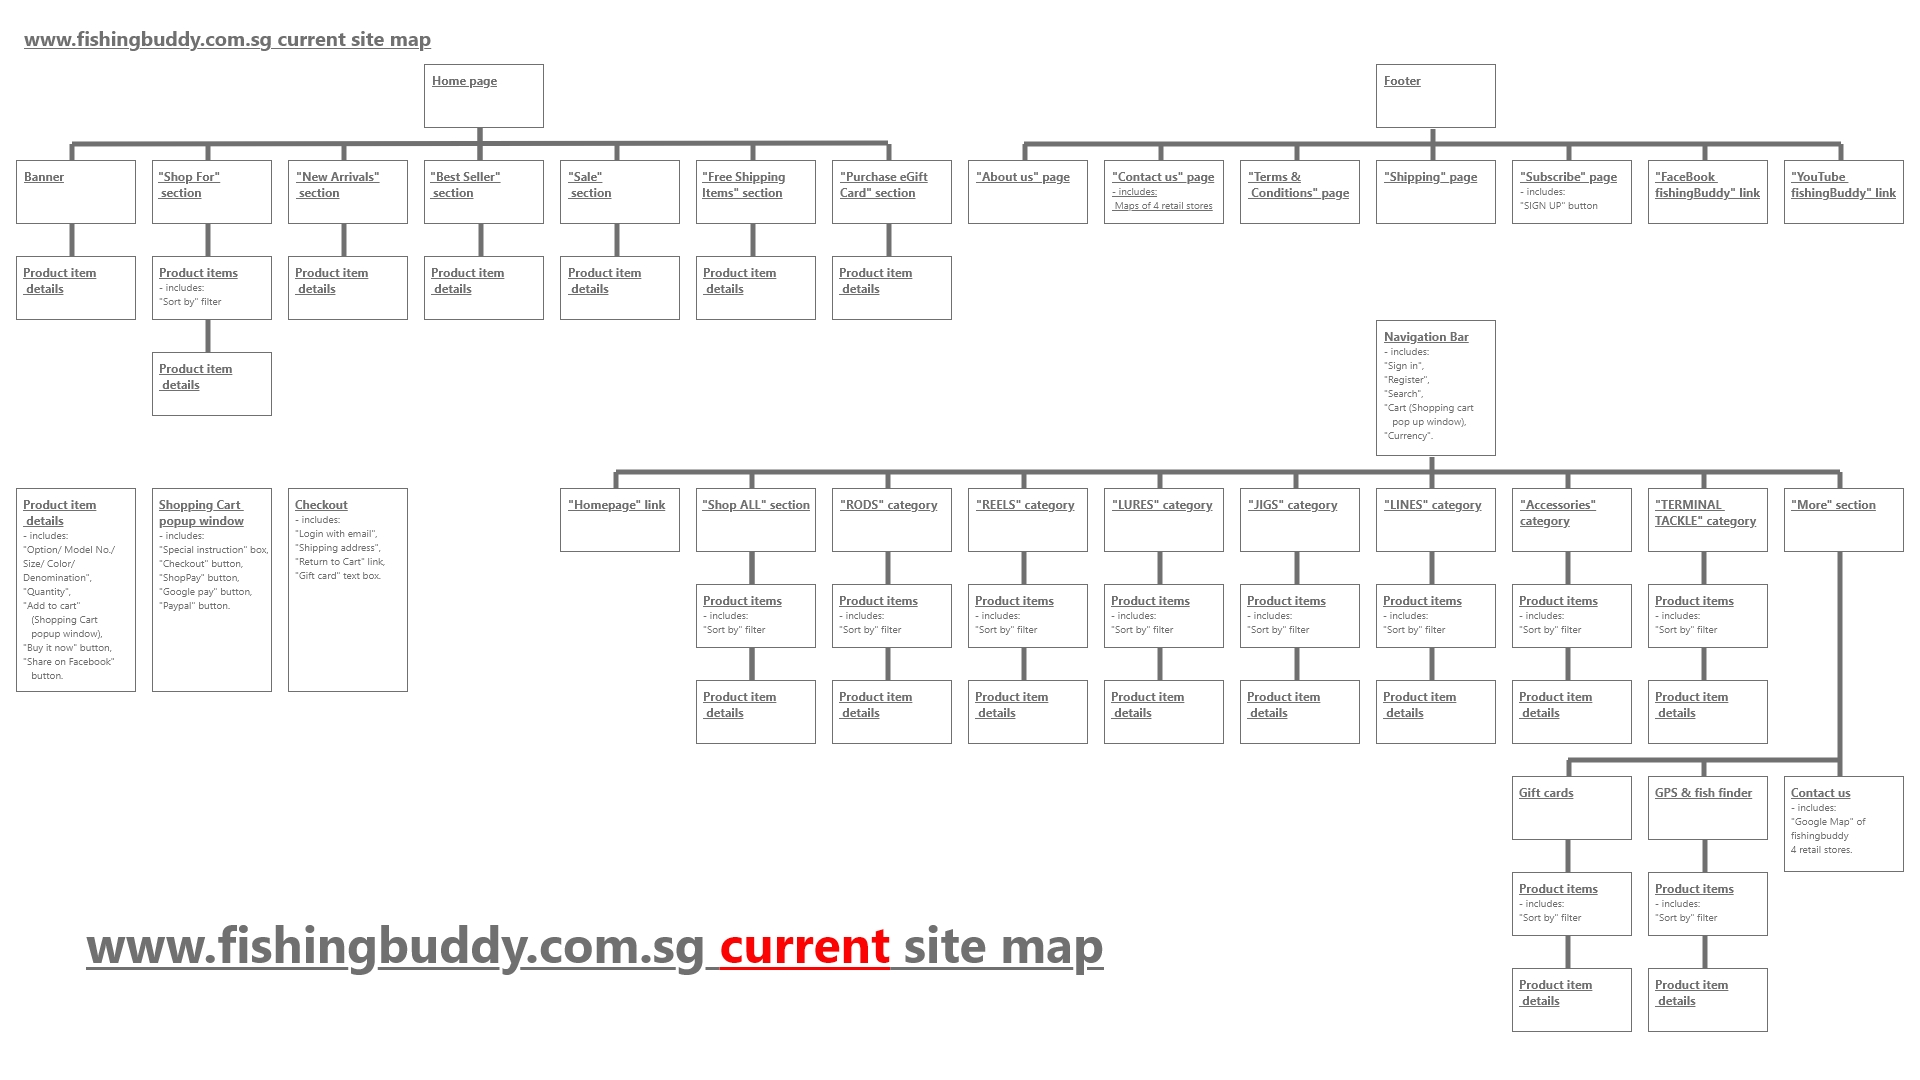 www.fishingbuddy.com.sg current site map
Home page
Banner
"Shop For"
section
"New Arrivals"
section
"Best Seller"
section
"Sale"
section
"Free Shipping
Items" section
"Purchase eGift
Card" section
Product item
details
Product items
- includes:
"Sort by" filter
Product item
details
Product item
details
Product item
details
Product item
details
Product item
details
Product item
details
Footer
"About us" page
"Contact us" page
- includes:
Maps of 4 retail stores
"Terms &
Conditions" page
"Shipping" page
"Subscribe" page
- includes:
"SIGN UP" button
"FaceBook
fishingBuddy" link
"YouTube
fishingBuddy" link
Product item
details
- includes:
"Option/ Model No./
Size/ Color/
Denomination",
"Quantity",
"Add to cart"
(Shopping Cart
popup window),
"Buy it now" button,
"Share on Facebook"
button.
Shopping Cart
popup window
- includes:
"Special instruction" box,
"Checkout" button,
"ShopPay" button,
"Google pay" button,
"Paypal" button.
Checkout
- includes:
"Login with email",
"Shipping address",
"Return to Cart" link,
"Gift card" text box.
Navigation Bar
- includes:
"Sign in",
"Register",
"Search",
"Cart (Shopping cart
pop up window),
"Currency".
"Homepage" link
"Shop ALL" section
"RODS" category
"REELS" category
"LURES" category
"JIGS" category
"LINES" category
"Accessories"
category
"TERMINAL
TACKLE" category
"More" section
Product items
- includes:
"Sort by" filter
Product items
- includes:
"Sort by" filter
Product items
- includes:
"Sort by" filter
Product items
- includes:
"Sort by" filter
Product items
- includes:
"Sort by" filter
Product items
- includes:
"Sort by" filter
Product items
- includes:
"Sort by" filter
Product items
- includes:
"Sort by" filter
Product item
details
Product item
details
Product item
details
Product item
details
Product item
details
Product item
details
Product item
details
Product item
details
Gift cards
GPS & fish finder
Contact us
- includes:
"Google Map" of
fishingbuddy
4 retail stores.
Product items
- includes:
"Sort by" filter
Product items
- includes:
"Sort by" filter
Product item
details
Product item
details
www.fishingbuddy.com.sg current site map